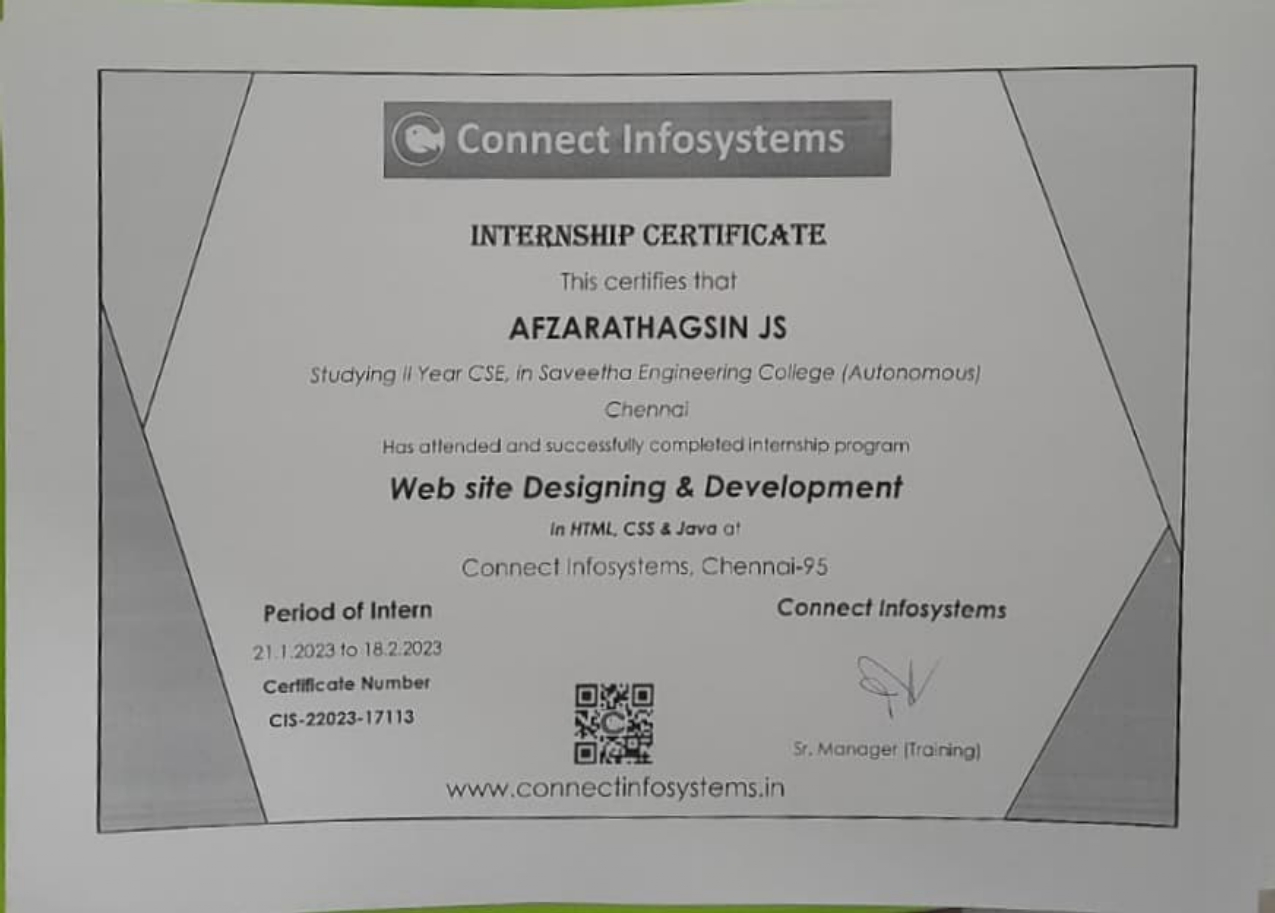 Connect Infosystems
INTERNSHIP CERTIFICATE
This certifies that
AFZARATHAGSIN JS
Studying II Year CSE, in Saveetha Engineering College (Autonomous)
Chennai
Has attended and successfully completed internship program
Web site Designing & Development
in HTML, CSS & Java at
Connect Infosystems, Chennai-95
Period of Intern
21.1.2023 to 18.2.2023
Certificate Number
CIS-22023-17113
Connect Infosystems
Sr. Manager (Training)
www.connectinfosystems.in